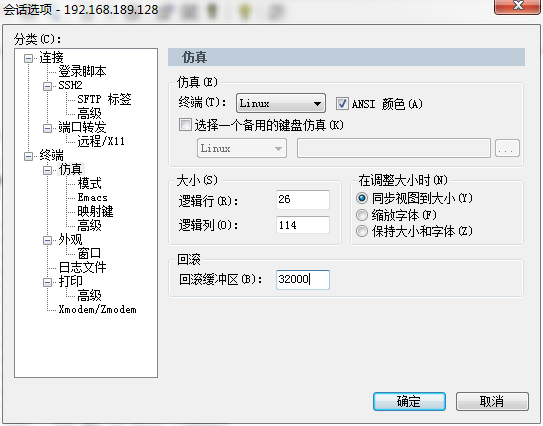 会话选项 - 192.168.189.128
分类(C):
连接
登录脚本
SSH2
SFTP 标签
高级
端口转发
远程/X11
终端
仿真
模式
Emacs
映射键
高级
外观
窗口
日志文件
打印
高级
Xmodem/Zmodem
仿真
仿真(E)
终端(T): Linux ANSI 颜色(A)
选择一个备用的键盘仿真(K)
Linux ...
大小(S)
逻辑行(R): 26
逻辑列(O): 114
在调整大小时(N)
同步视图到大小(Y)
缩放字体(F)
保持大小和字体(Z)
回滚
回滚缓冲区(B): 32000
确定 取消